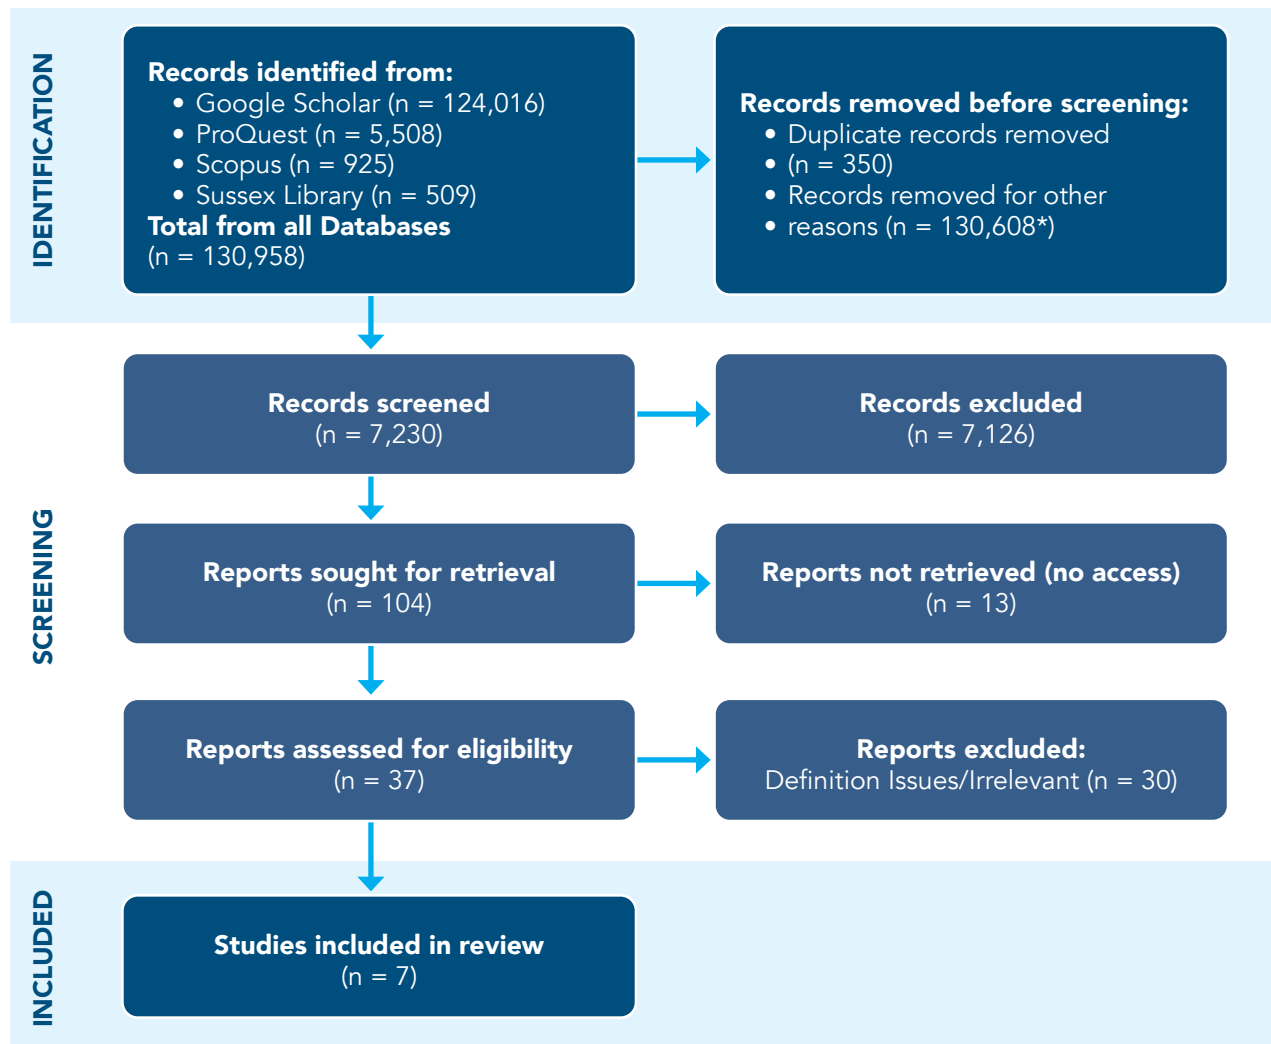 IDENTIFICATION
Records identified from:
• Google Scholar (n = 124,016)
• ProQuest (n = 5,508)
• Scopus (n = 925)
• Sussex Library (n = 509)
Total from all Databases
(n = 130,958)
Records removed before screening:
• Duplicate records removed
• (n = 350)
• Records removed for other
• reasons (n = 130,608*)
SCREENING
Records screened
(n = 7,230)
Records excluded
(n = 7,126)
Reports sought for retrieval
(n = 104)
Reports not retrieved (no access)
(n = 13)
Reports assessed for eligibility
(n = 37)
Reports excluded:
Definition Issues/Irrelevant (n = 30)
INCLUDED
Studies included in review
(n = 7)